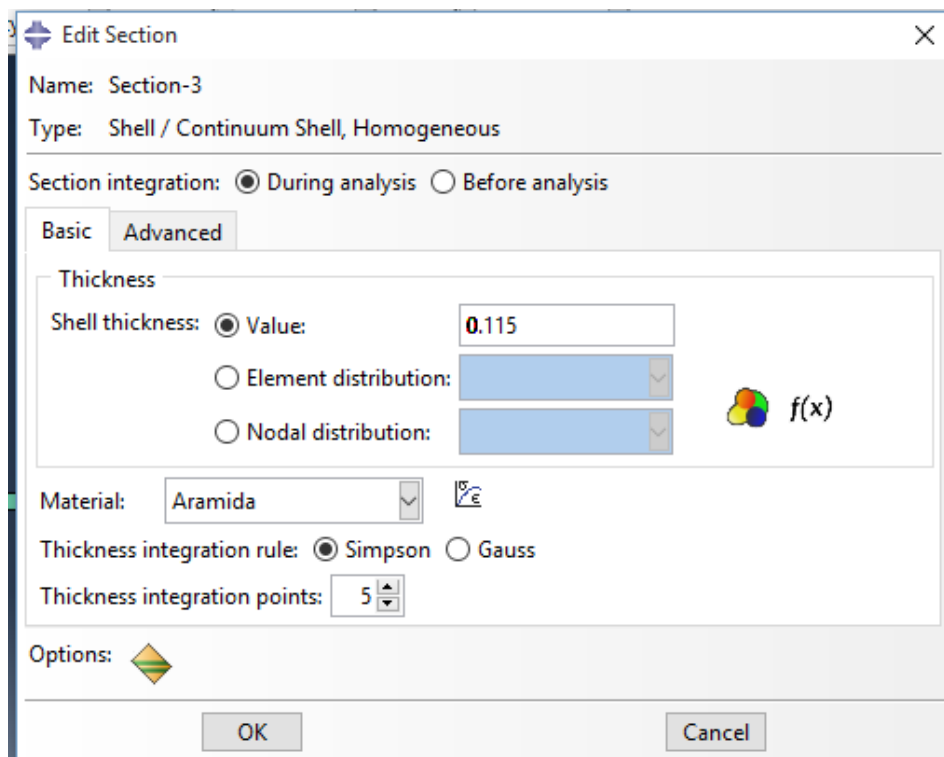 Edit Section
Name: Section-3
Type: Shell / Continuum Shell, Homogeneous
Section integration: During analysis Before analysis
Basic Advanced
Thickness
Shell thickness: Value: 0.115
Element distribution:
Nodal distribution:
f(x)
Material: Aramida
σ ε
Thickness integration rule: Simpson Gauss
Thickness integration points: 5
Options:
OK Cancel